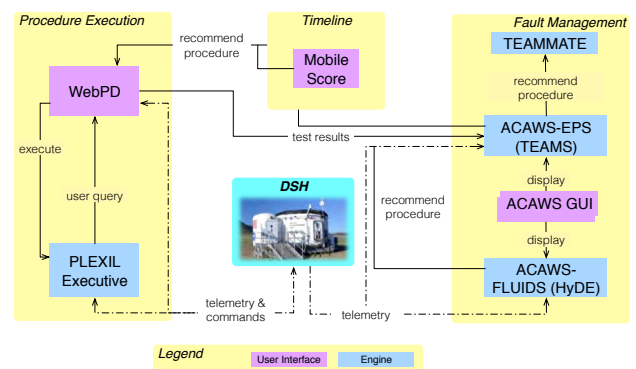 Procedure Execution
Timeline
Fault Management
recommend
procedure
Mobile
Score
TEAMMATE
WebPD
recommend
procedure
test results
ACAWS-EPS
(TEAMS)
execute
user query
DSH
recommend
procedure
display
ACAWS GUI
display
PLEXIL
Executive
ACAWS-
FLUIDS (HyDE)
telemetry &
commands
telemetry
Legend
User Interface
Engine